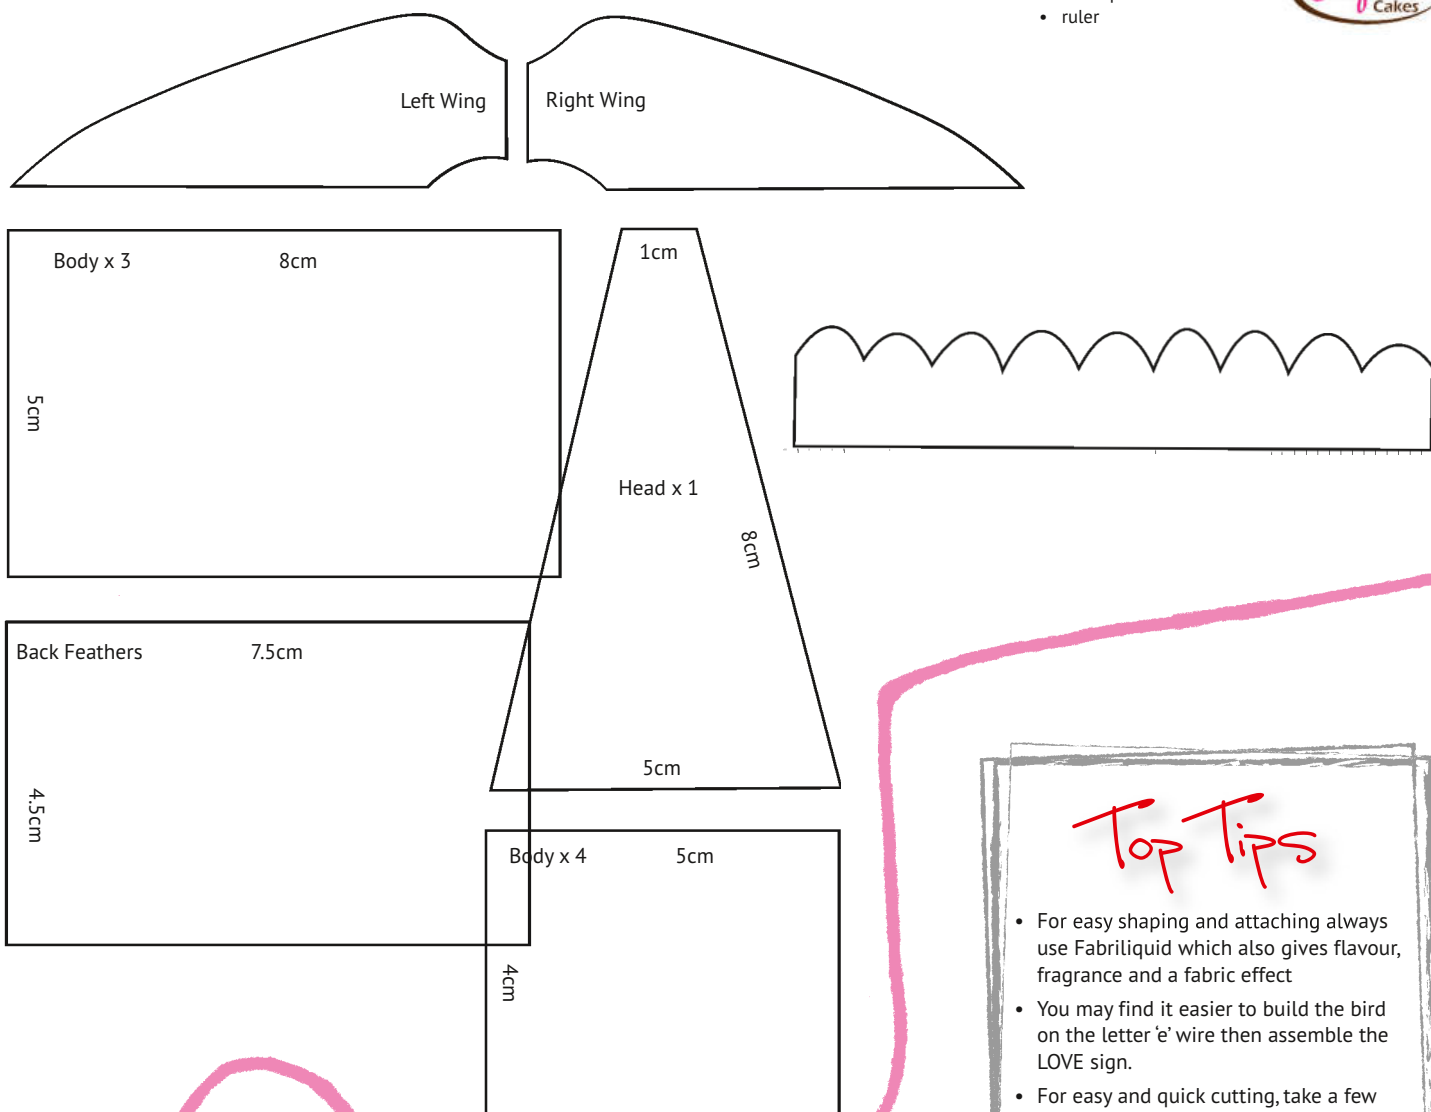 • ruler
Cakes
Left Wing
Right Wing
Body x 3
8cm
5cm
1cm
Head x 1
8cm
5cm
Back Feathers
7.5cm
4.5cm
Body x 4
5cm
4cm
Top Tips
• For easy shaping and attaching always
use Fabriliquid which also gives flavour,
fragrance and a fabric effect
• You may find it easier to build the bird
on the letter ‘e’ wire then assemble the
LOVE sign.
• For easy and quick cutting, take a few